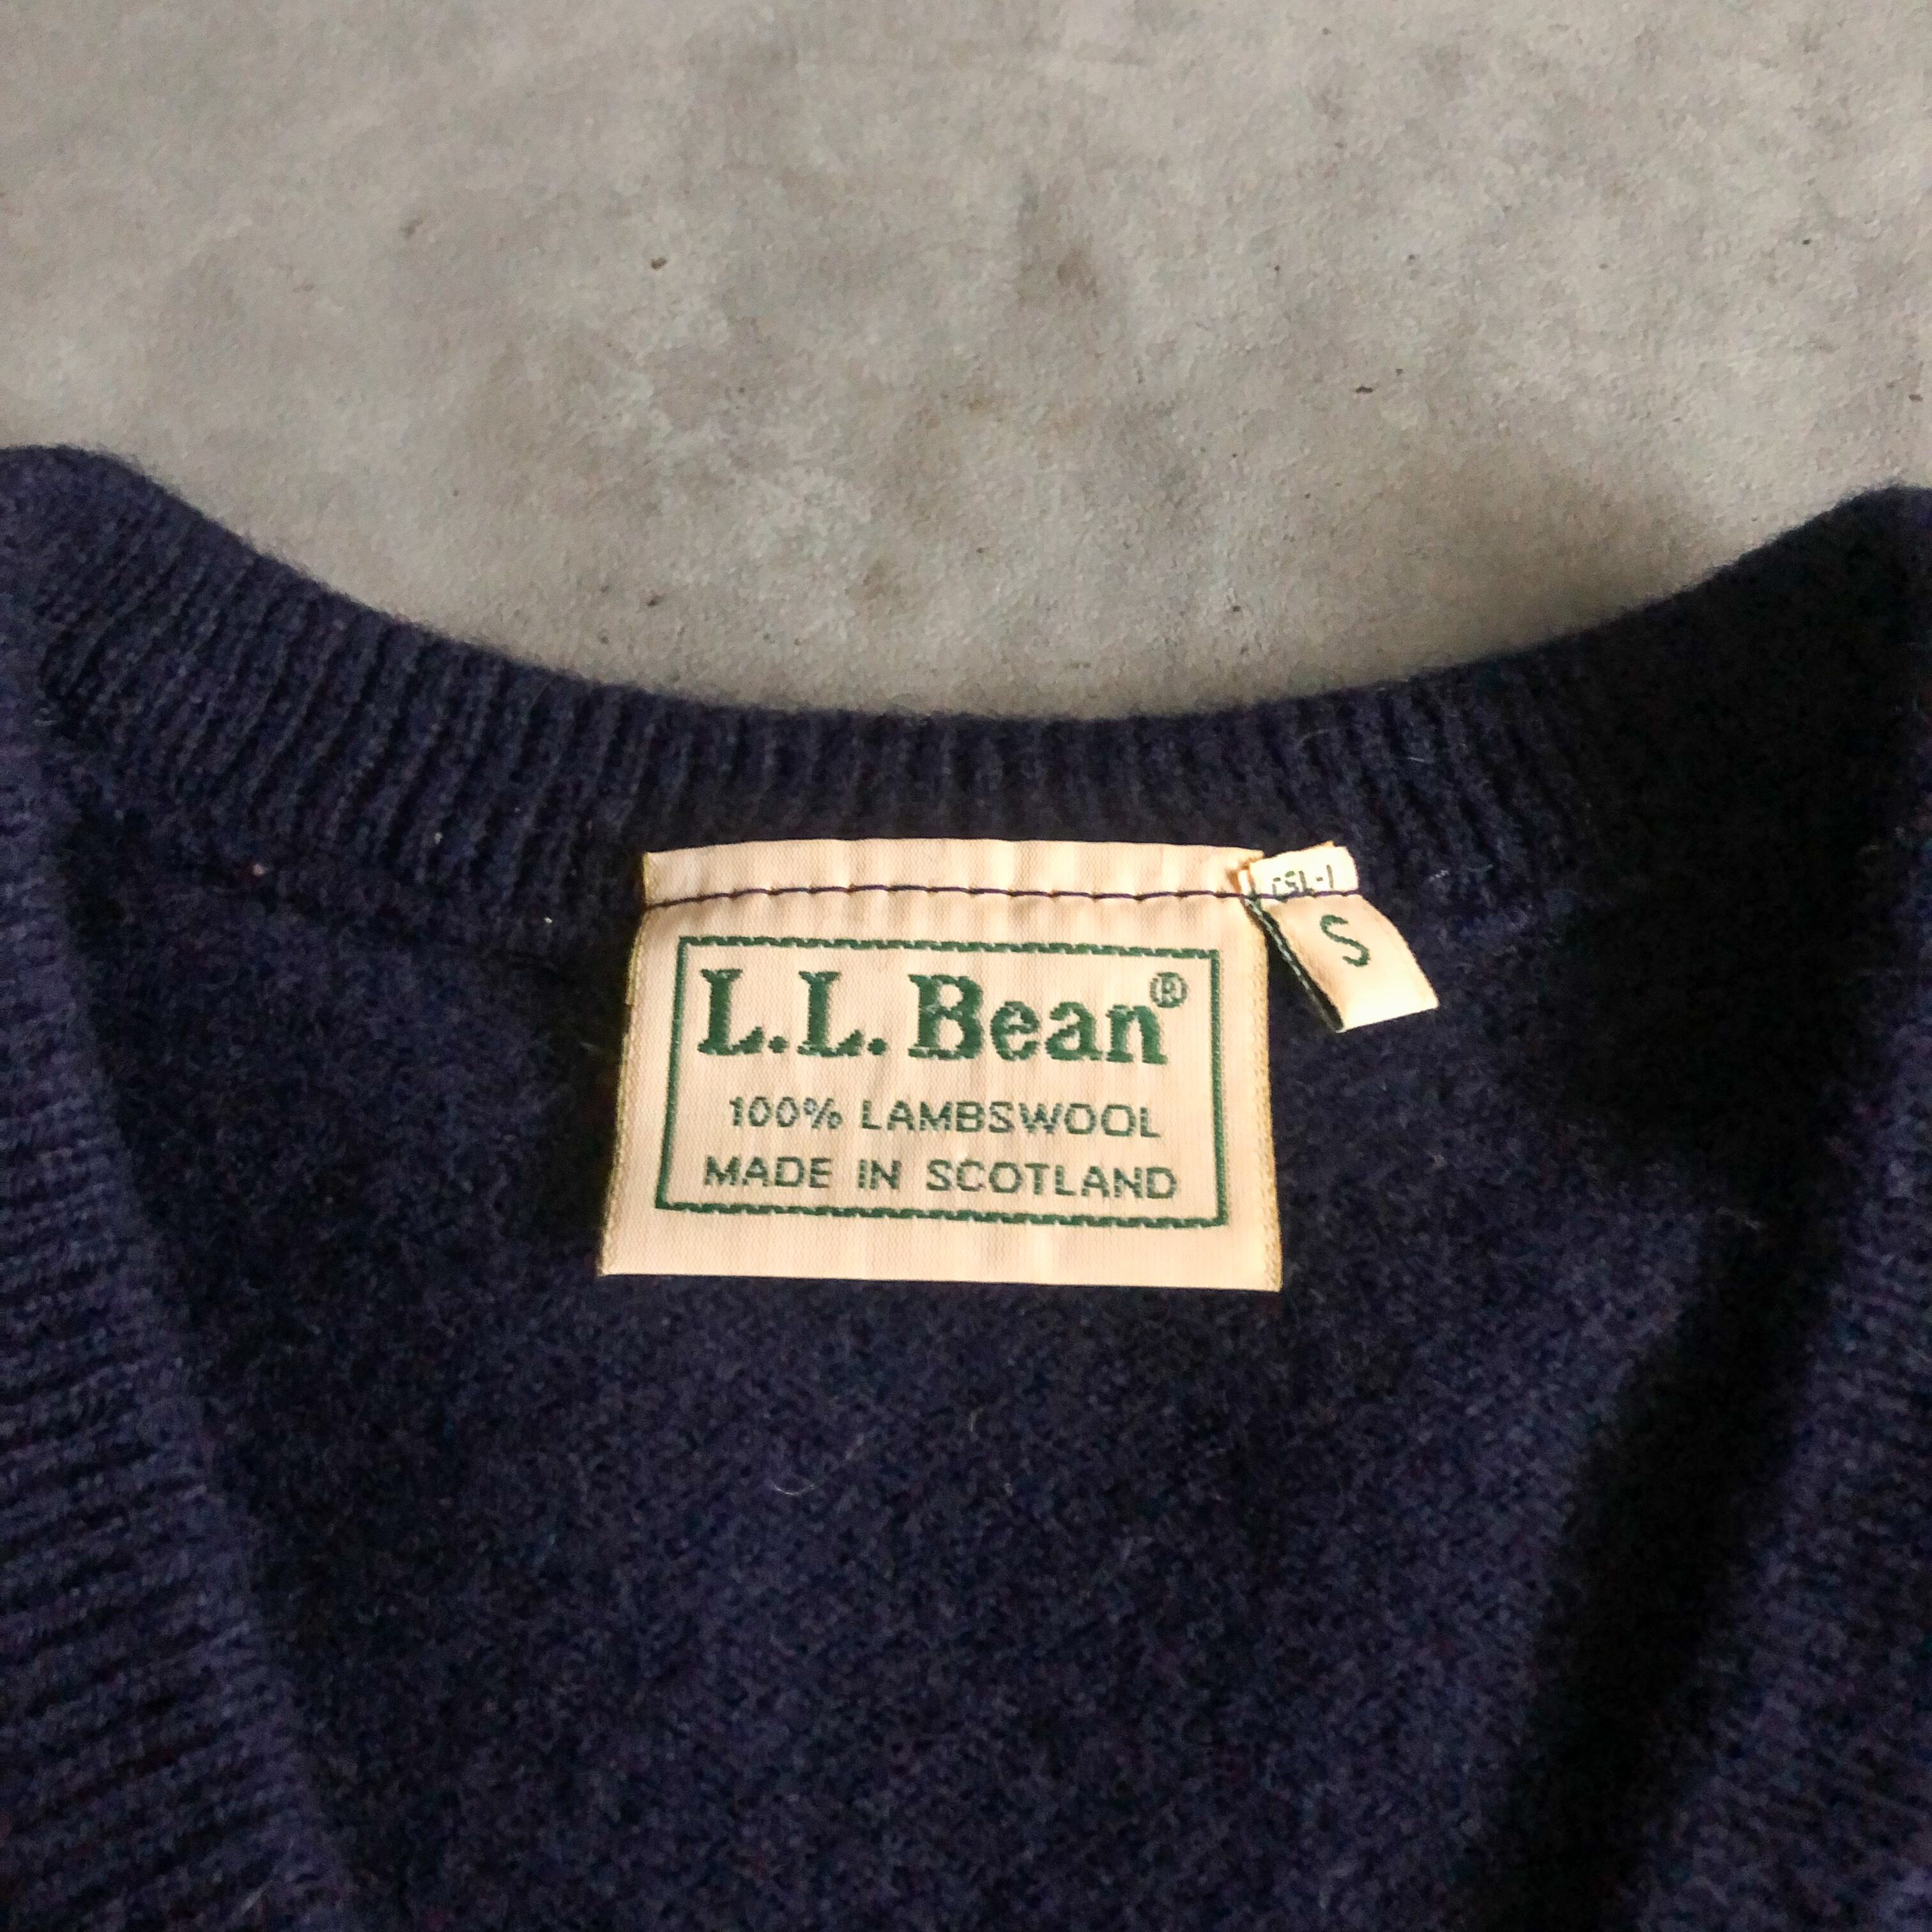 L.L.Bean®
100% LAMBSWOOL
MADE IN SCOTLAND
S